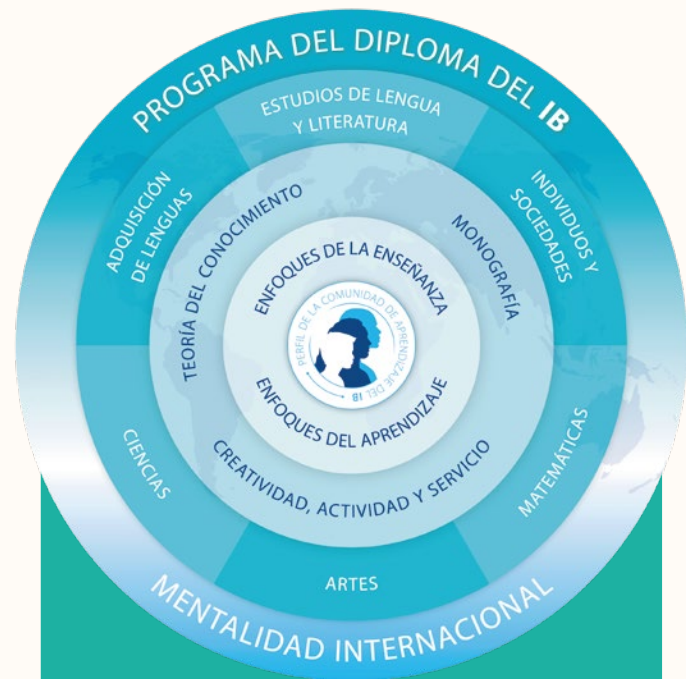 PROGRAMA DEL DIPLOMA DEL IB
ESTUDIOS DE LENGUA
Y LITERATURA
ADQUISICIÓN
DE LENGUAS
INDIVIDUOS Y
SOCIEDADES
TEORÍA DEL CONOCIMIENTO
MONOGRAFÍA
ENFOQUES DE LA ENSEÑANZA
PERFIL DE LA COMUNIDAD DE APRENDIZAJE DEL IB
ENFOQUES DEL APRENDIZAJE
CREATIVIDAD, ACTIVIDAD Y SERVICIO
CIENCIAS
MATEMÁTICAS
ARTES
MENTALIDAD INTERNACIONAL